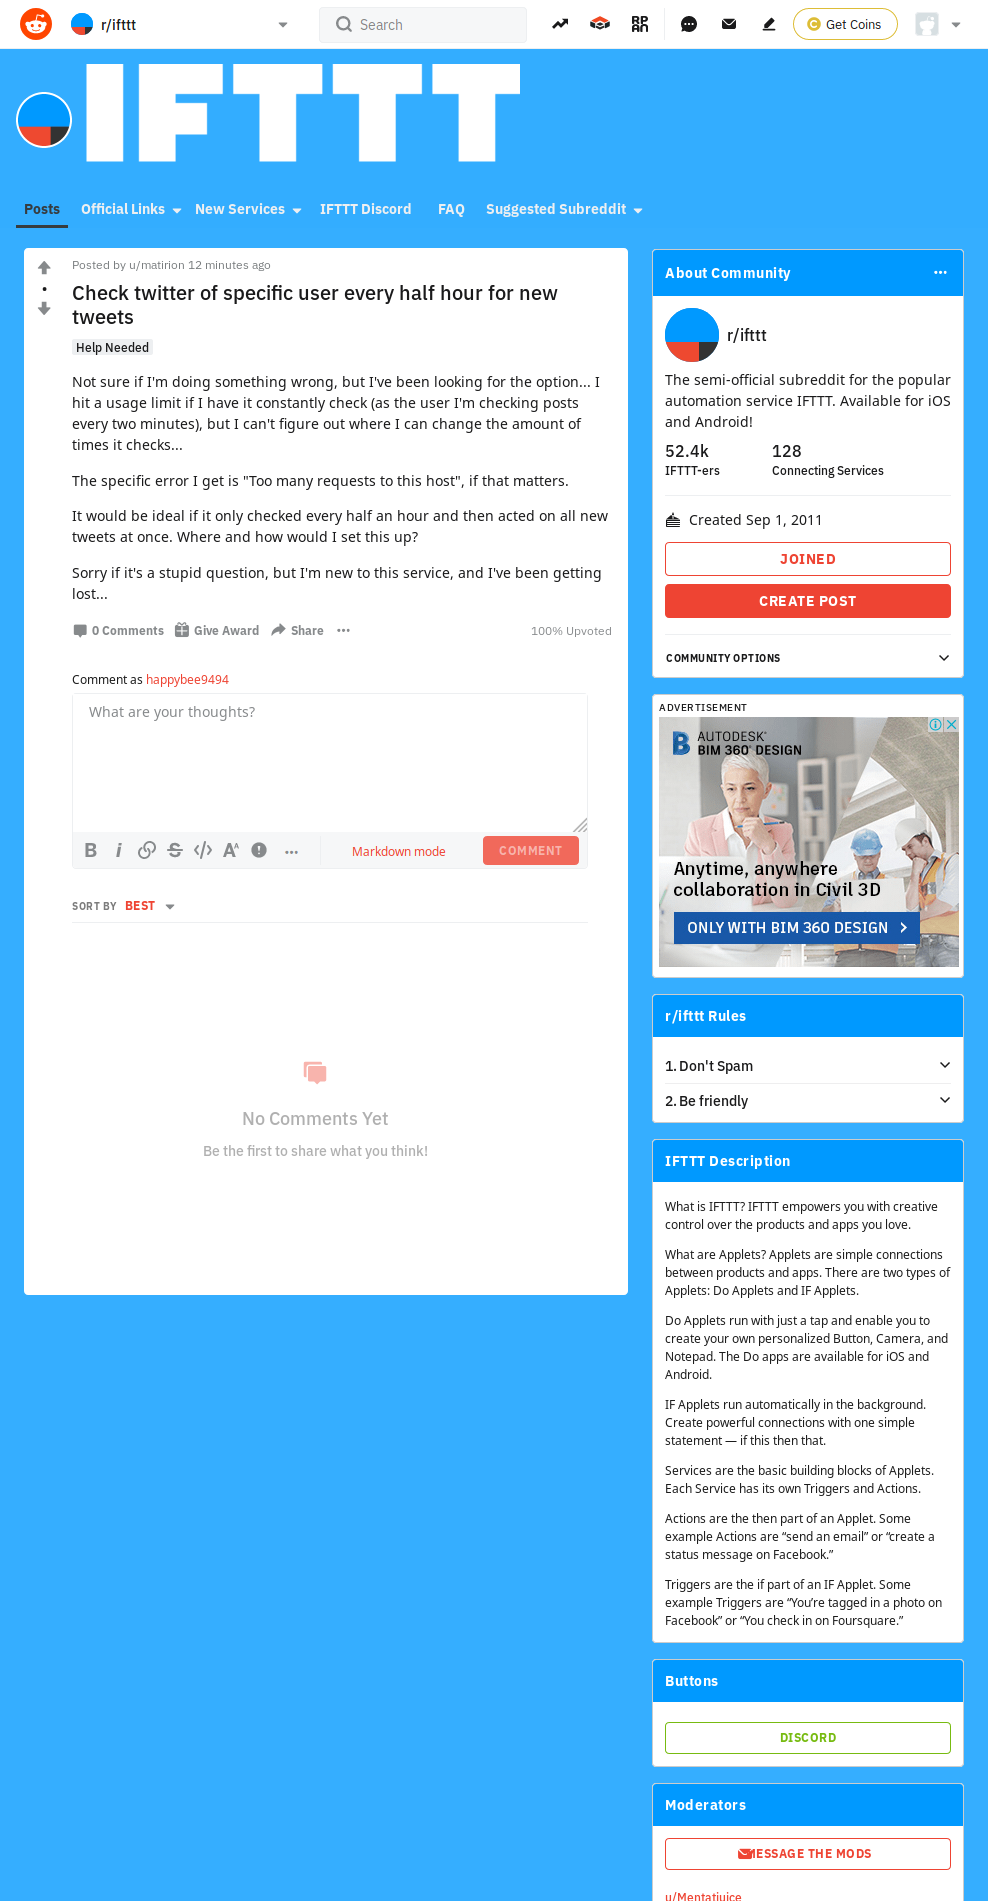 r/ifttt
Search
Get Coins
IFTTT
Posts
Official Links
New Services
IFTTT Discord
FAQ
Suggested Subreddit
Posted by u/matirion 12 minutes ago
Check twitter of specific user every half hour for new
tweets
Help Needed
Not sure if I'm doing something wrong, but I've been looking for the option... I
hit a usage limit if I have it constantly check (as the user I'm checking posts
every two minutes), but I can't figure out where I can change the amount of
times it checks...
The specific error I get is "Too many requests to this host", if that matters.
It would be ideal if it only checked every half an hour and then acted on all new
tweets at once. Where and how would I set this up?
Sorry if it's a stupid question, but I'm new to this service, and I've been getting
lost...
0 Comments
Give Award
Share
100% Upvoted
Comment as happybee9494
What are your thoughts?
Markdown mode
COMMENT
SORT BY BEST
No Comments Yet
Be the first to share what you think!
About Community
r/ifttt
The semi-official subreddit for the popular
automation service IFTTT. Available for iOS
and Android!
52.4k
128
IFTTT-ers
Connecting Services
Created Sep 1, 2011
JOINED
CREATE POST
COMMUNITY OPTIONS
ADVERTISEMENT
AUTODESK®
BIM 360® DESIGN
Anytime, anywhere
collaboration in Civil 3D
ONLY WITH BIM 360 DESIGN
r/ifttt Rules
1. Don't Spam
2. Be friendly
IFTTT Description
What is IFTTT? IFTTT empowers you with creative
control over the products and apps you love.
What are Applets? Applets are simple connections
between products and apps. There are two types of
Applets: Do Applets and IF Applets.
Do Applets run with just a tap and enable you to
create your own personalized Button, Camera, and
Notepad. The Do apps are available for iOS and
Android.
IF Applets run automatically in the background.
Create powerful connections with one simple
statement — if this then that.
Services are the basic building blocks of Applets.
Each Service has its own Triggers and Actions.
Actions are the then part of an Applet. Some
example Actions are “send an email” or “create a
status message on Facebook.”
Triggers are the if part of an IF Applet. Some
example Triggers are “You’re tagged in a photo on
Facebook” or “You check in on Foursquare.”
Buttons
DISCORD
Moderators
MESSAGE THE MODS
u/Mentatjuice